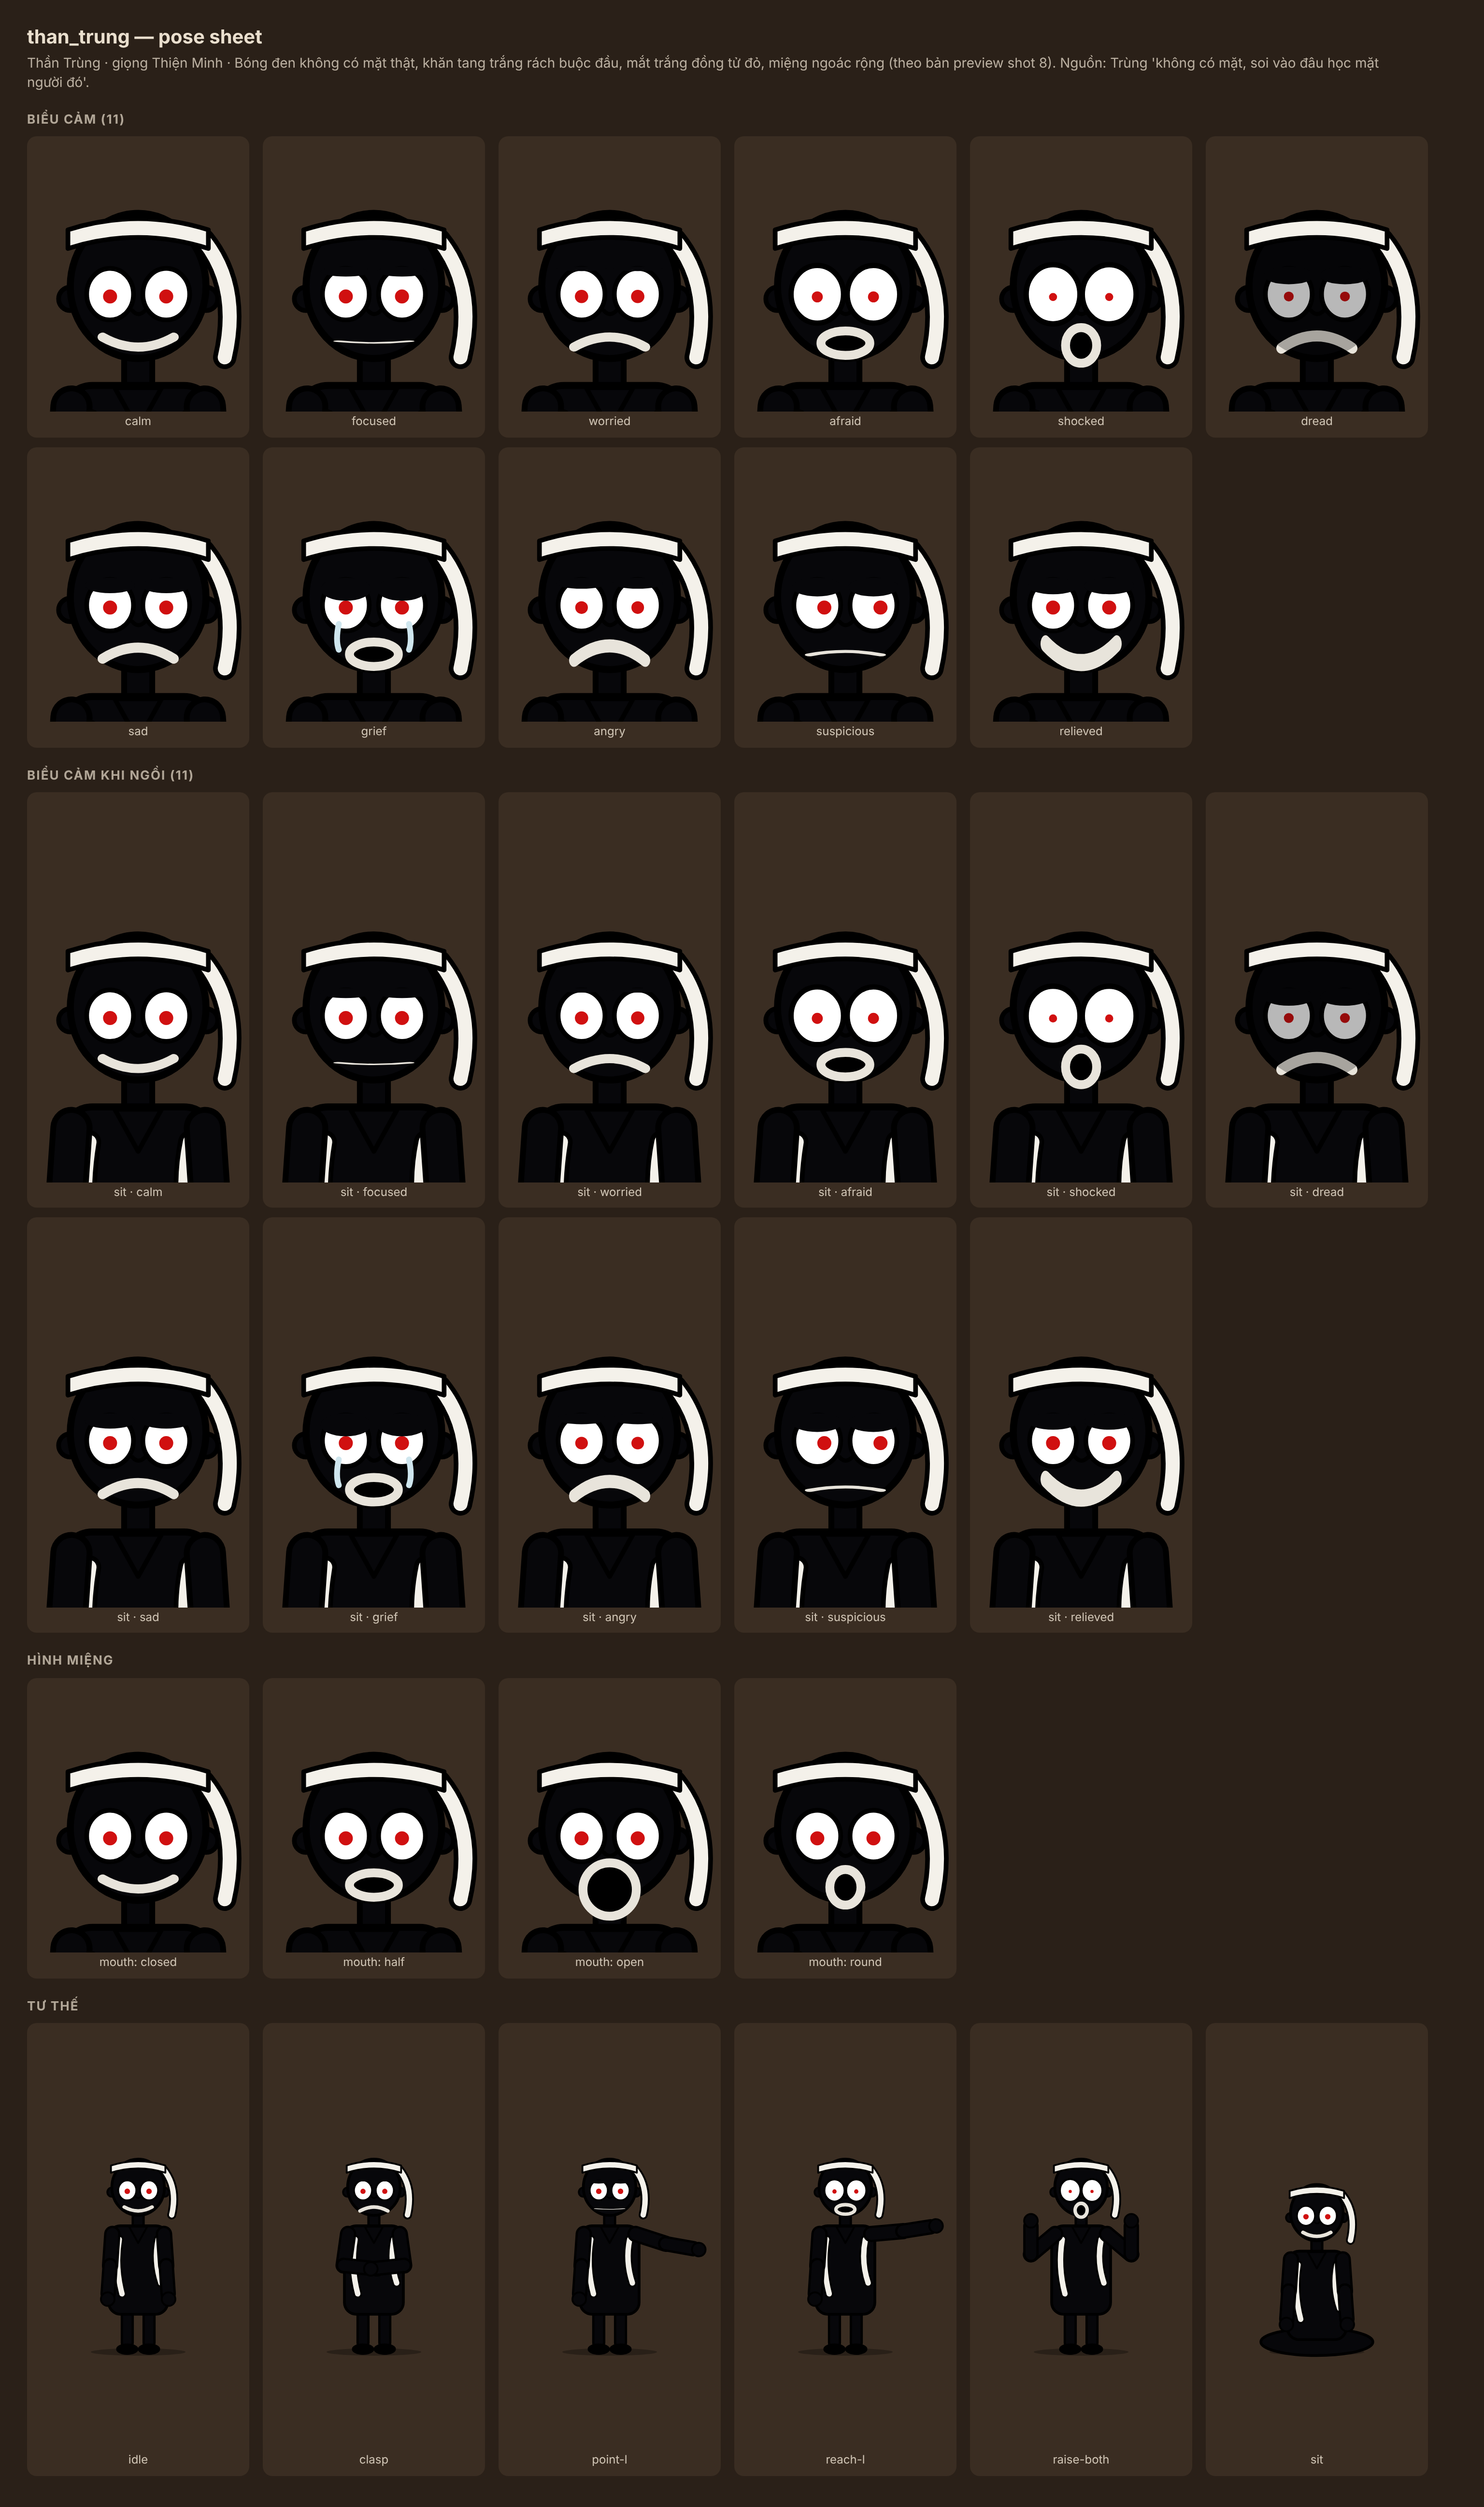 than_trung — pose sheet
Thần Trùng · giọng Thiện Minh · Bóng đen không có mặt thật, khăn tang trắng rách buộc đầu, mắt trắng đồng tử đỏ, miệng ngoác rộng (theo bản preview shot 8). Nguồn: Trùng 'không có mặt, soi vào đâu học mặt
người đó'.
BIỂU CẢM (11)
calm
focused
worried
afraid
shocked
dread
sad
grief
angry
suspicious
relieved
BIỂU CẢM KHI NGỒI (11)
sit · calm
sit · focused
sit · worried
sit · afraid
sit · shocked
sit · dread
sit · sad
sit · grief
sit · angry
sit · suspicious
sit · relieved
HÌNH MIỆNG
mouth: closed
mouth: half
mouth: open
mouth: round
TƯ THẾ
idle
clasp
point-l
reach-l
raise-both
sit